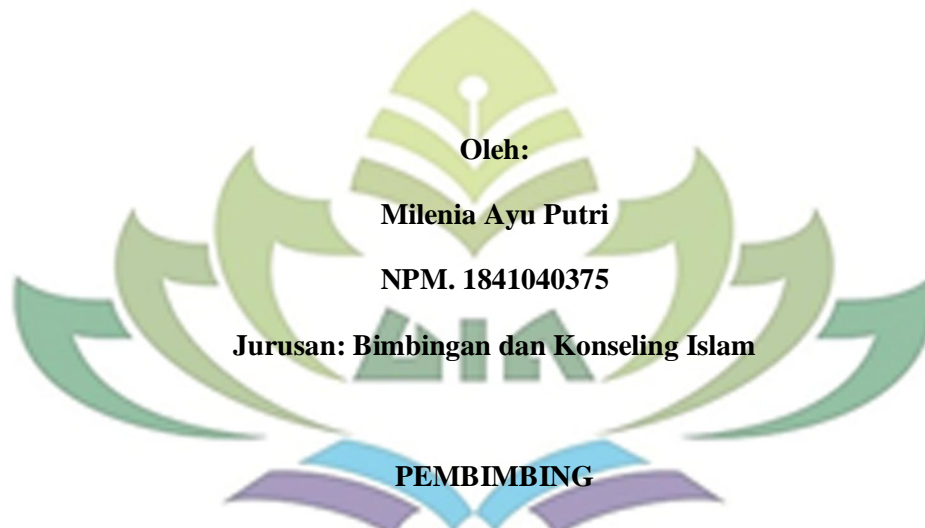 Oleh:
Milenia Ayu Putri
NPM. 1841040375
Jurusan: Bimbingan dan Konseling Islam
PEMBIMBING